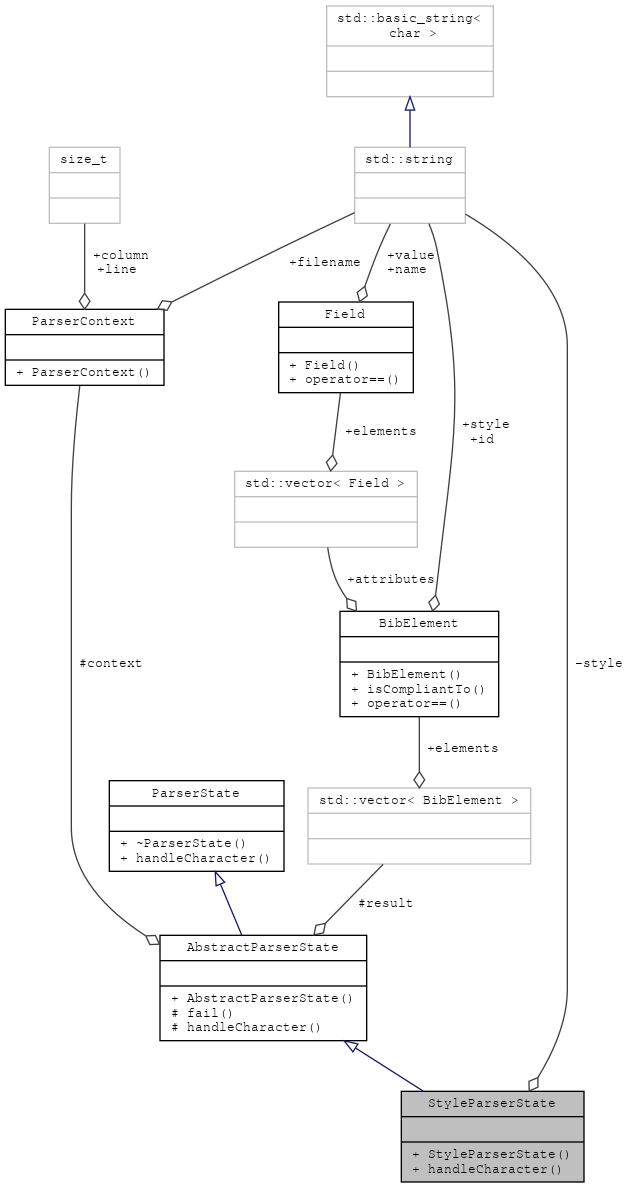 std::basic_string<
char >
size_t
std::string
+column
+line
+filename
+value
+name
ParserContext
+ ParserContext()
Field
+ Field()
+ operator==()
+elements
+style
+id
std::vector< Field >
+attributes
BibElement
+ BibElement()
+ isCompliantTo()
+ operator==()
#context
-style
+elements
ParserState
+ ~ParserState()
+ handleCharacter()
std::vector< BibElement >
#result
AbstractParserState
+ AbstractParserState()
# fail()
# handleCharacter()
StyleParserState
+ StyleParserState()
+ handleCharacter()